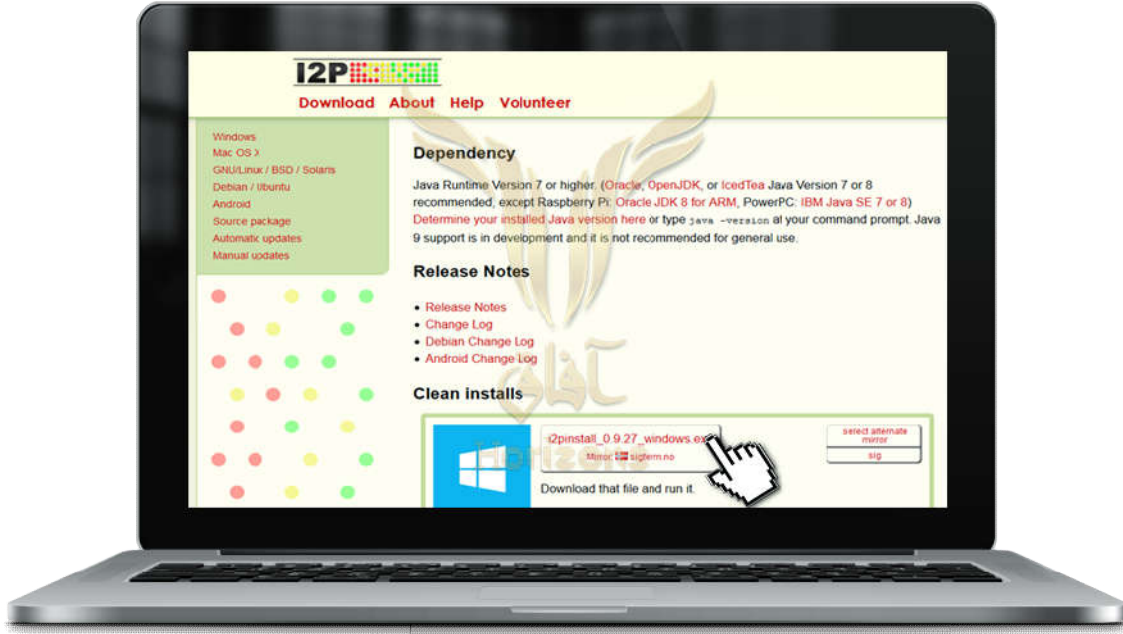 I2P
Download About Help Volunteer
Windows
Mac OS X
GNU/Linux / BSD / Solaris
Debian / Ubuntu
Android
Source package
Automatic updates
Manual updates
Dependency
Java Runtime Version 7 or higher. (Oracle, OpenJDK, or IcedTea Java Version 7 or 8
recommended, except Raspberry Pi: Oracle JDK 8 for ARM, PowerPC: IBM Java SE 7 or 8)
Determine your installed Java version here or type java -version at your command prompt. Java
9 support is in development and it is not recommended for general use.
Release Notes
• Release Notes
• Change Log
• Debian Change Log
• Android Change Log
آفاق
Clean installs
i2pinstall_0.9.27_windows.ex
Mirror: sigterm.no
select alternate
mirror
sig
Horizons
Download that file and run it.